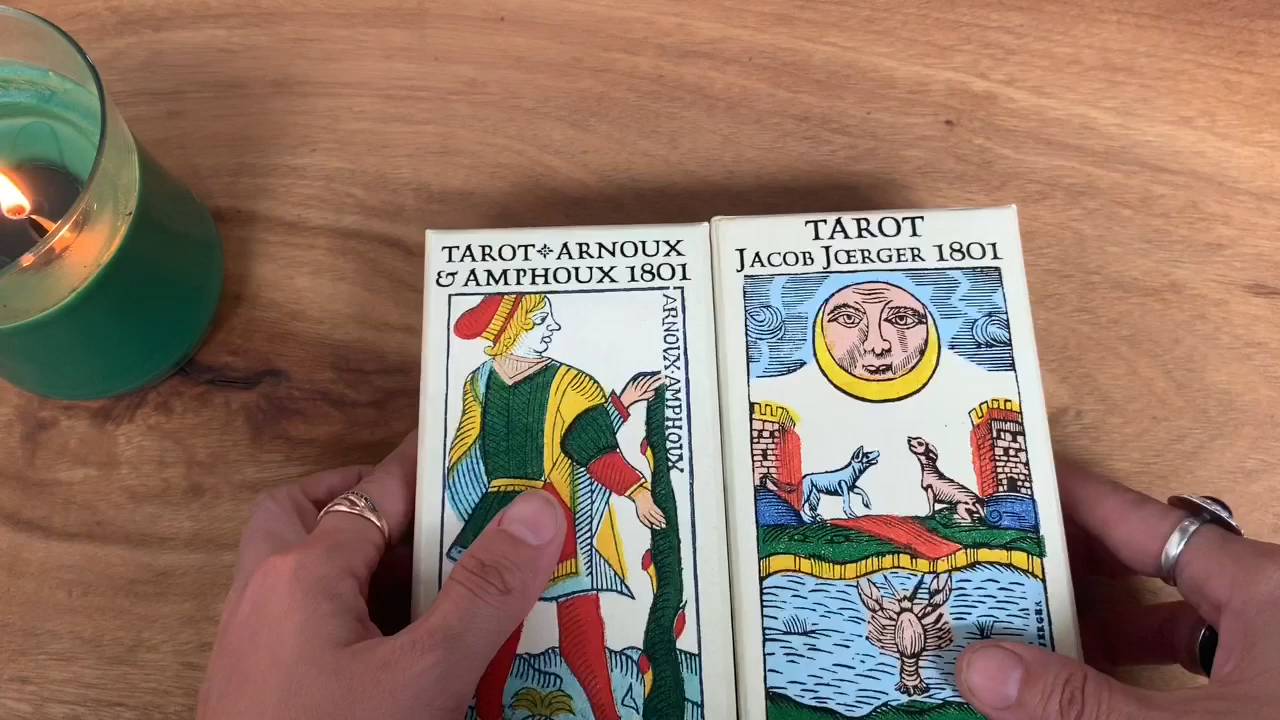 TAROT✤ARNOUX
& AMPHOUX 1801
ARNOUX·AMPHOUX
TAROT
JACOB JŒRGER 1801